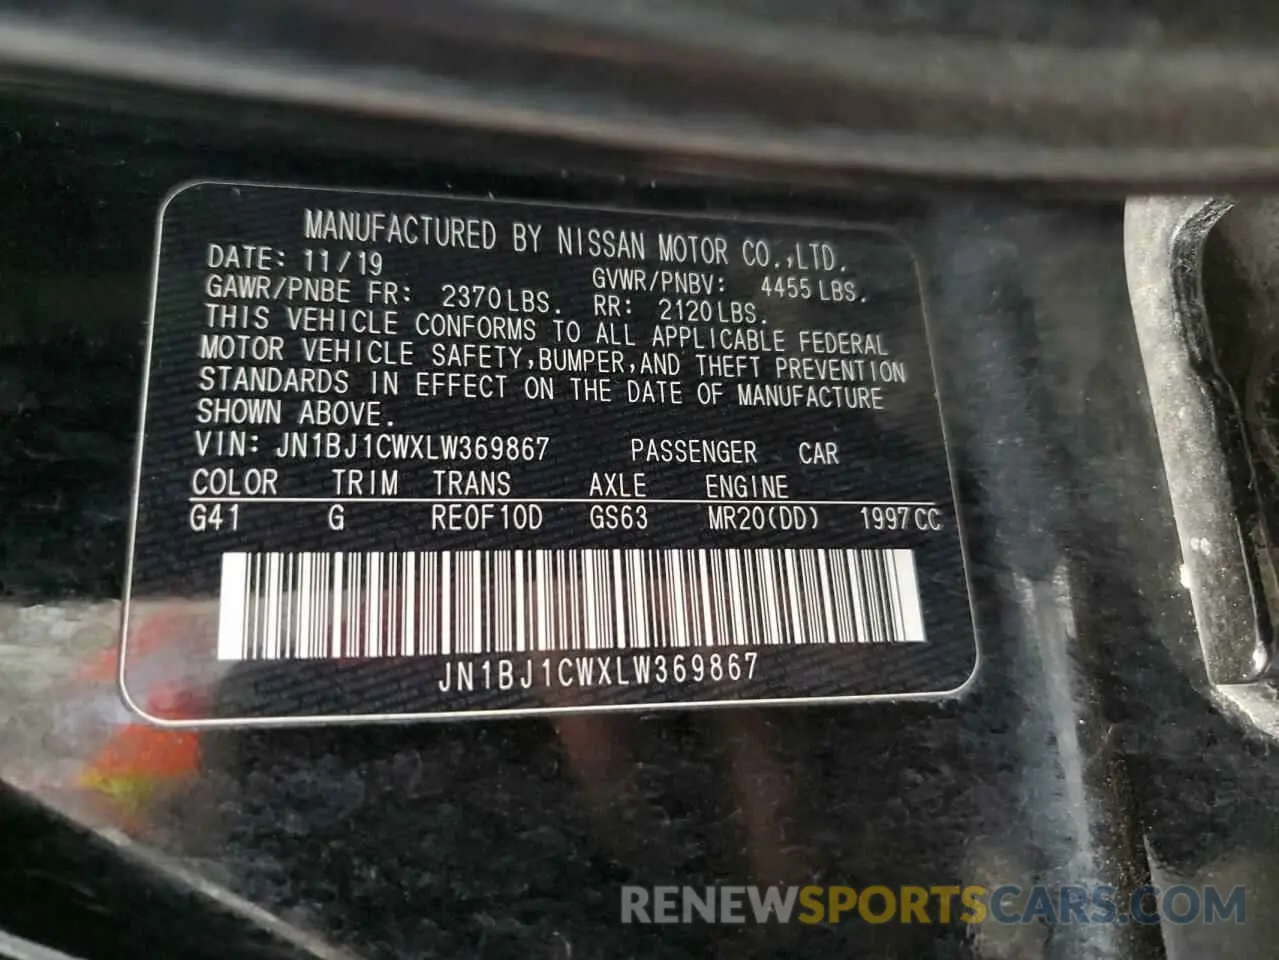 MANUFACTURED BY NISSAN MOTOR CO.,LTD.
DATE: 11/19 GVWR/PNBV: 4455 LBS.
GAWR/PNBE FR: 2370 LBS. RR: 2120 LBS.
THIS VEHICLE CONFORMS TO ALL APPLICABLE FEDERAL
MOTOR VEHICLE SAFETY,BUMPER,AND THEFT PREVENTION
STANDARDS IN EFFECT ON THE DATE OF MANUFACTURE
SHOWN ABOVE.
VIN: JN1BJ1CWXLW369867 PASSENGER CAR
COLOR TRIM TRANS AXLE ENGINE
G41 G RE0F10D GS63 MR20(DD) 1997 CC
JN1BJ1CWXLW369867
RENEWSPORTSCARS.COM